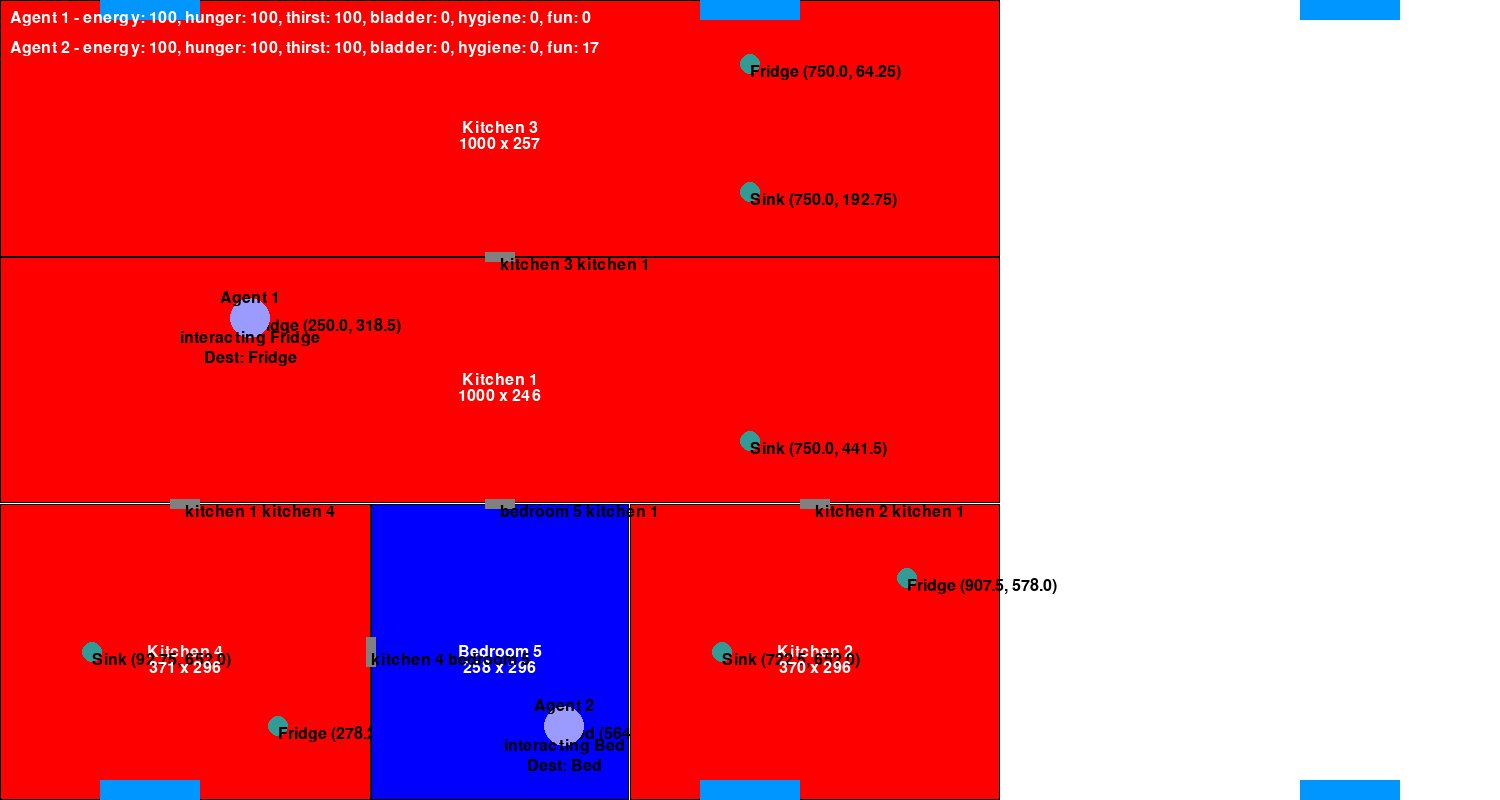 Agent 1 - energy: 100, hunger: 100, thirst: 100, bladder: 0, hygiene: 0, fun: 0
Agent 2 - energy: 100, hunger: 100, thirst: 100, bladder: 0, hygiene: 0, fun: 17
Fridge (750.0, 64.25)
Kitchen 3
1000 x 257
Sink (750.0, 192.75)
kitchen 3 kitchen 1
Agent 1
(250.0, 318.5)
interacting Fridge
Dest: Fridge
Kitchen 1
1000 x 246
Sink (750.0, 441.5)
kitchen 1 kitchen 4
bedroom 5 kitchen 1
kitchen 2 kitchen 1
Fridge (907.5, 578.0)
Kitchen 4
Sink
371 x 296
Bedroom 5
kitchen 4
258 x 296
Kitchen 2
Sink
370 x 296
Agent 2
Fridge
interacting Bed
Dest: Bed